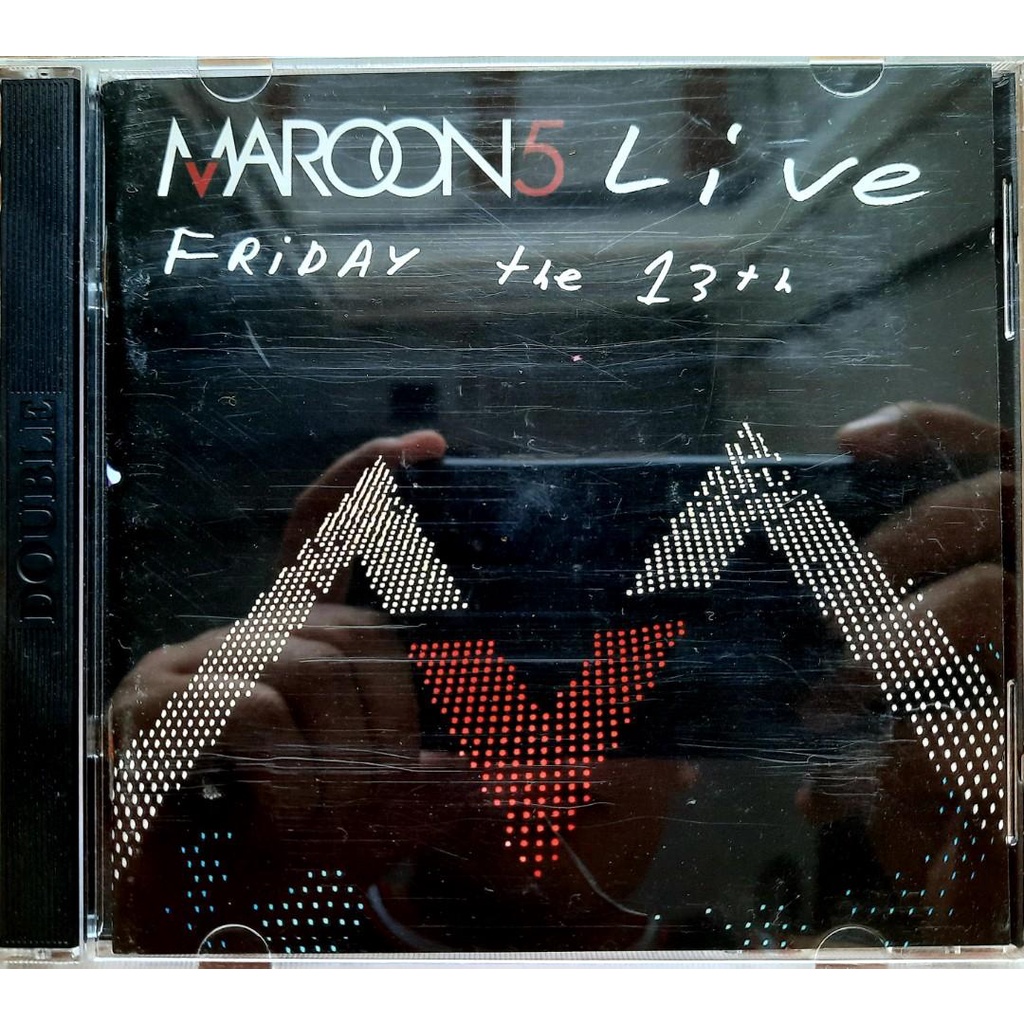 MAROON5 Live
FRiDAY the 13th
DOUBLE